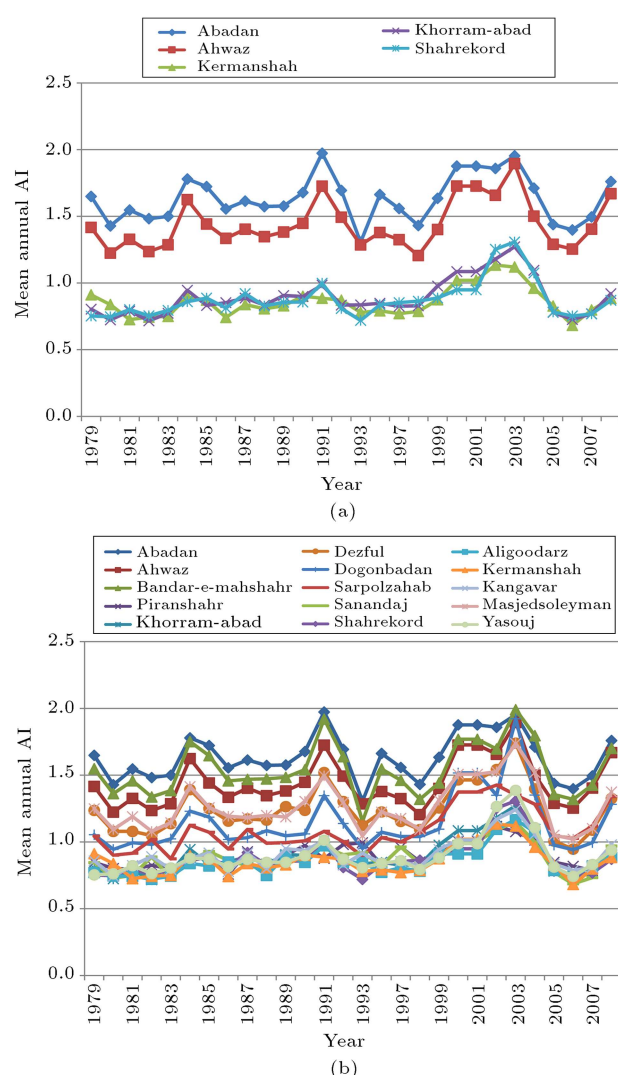 Abadan Khorram-abad
Ahwaz Shahrekord
Kermanshah
2.5
2.0
1.5
1.0
0.5
0.0
Mean annual AI
1979 1981 1983 1985 1987 1989 1991 1993 1995 1997 1999 2001 2003 2005 2007
Year
(a)
Abadan Dezful Aligoodarz
Ahwaz Dogonbadan Kermanshah
Bandar-e-mahshahr Sarpolzahab Kangavar
Piranshahr Sanandaj Masjedsoleyman
Khorram-abad Shahrekord Yasouj
2.5
2.0
1.5
1.0
0.5
0.0
Mean annual AI
1979 1981 1983 1985 1987 1989 1991 1993 1995 1997 1999 2001 2003 2005 2007
Year
(b)